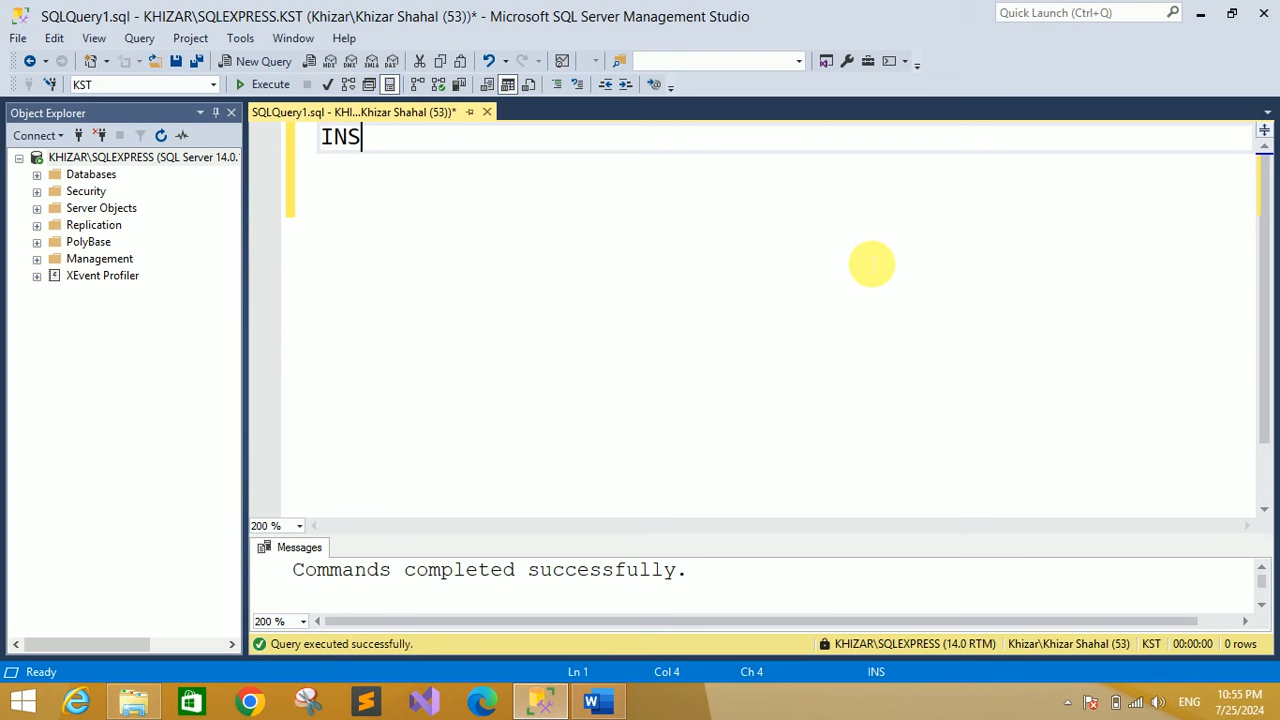 SQLQuery1.sql - KHIZAR\SQLEXPRESS.KST (Khizar\Khizar Shahal (53))* - Microsoft SQL Server Management Studio
Quick Launch (Ctrl+Q)
File Edit View Query Project Tools Window Help
New Query
KST Execute
Object Explorer
SQLQuery1.sql - KHI...Khizar Shahal (53))*
Connect
INS
KHIZAR\SQLEXPRESS (SQL Server 14.0.
Databases
Security
Server Objects
Replication
PolyBase
Management
XEvent Profiler
200 %
Messages
Commands completed successfully.
200 %
Query executed successfully. KHIZAR\SQLEXPRESS (14.0 RTM) Khizar\Khizar Shahal (53) KST 00:00:00 0 rows
Ready Ln 1 Col 4 Ch 4 INS
ENG
10:55 PM
7/25/2024